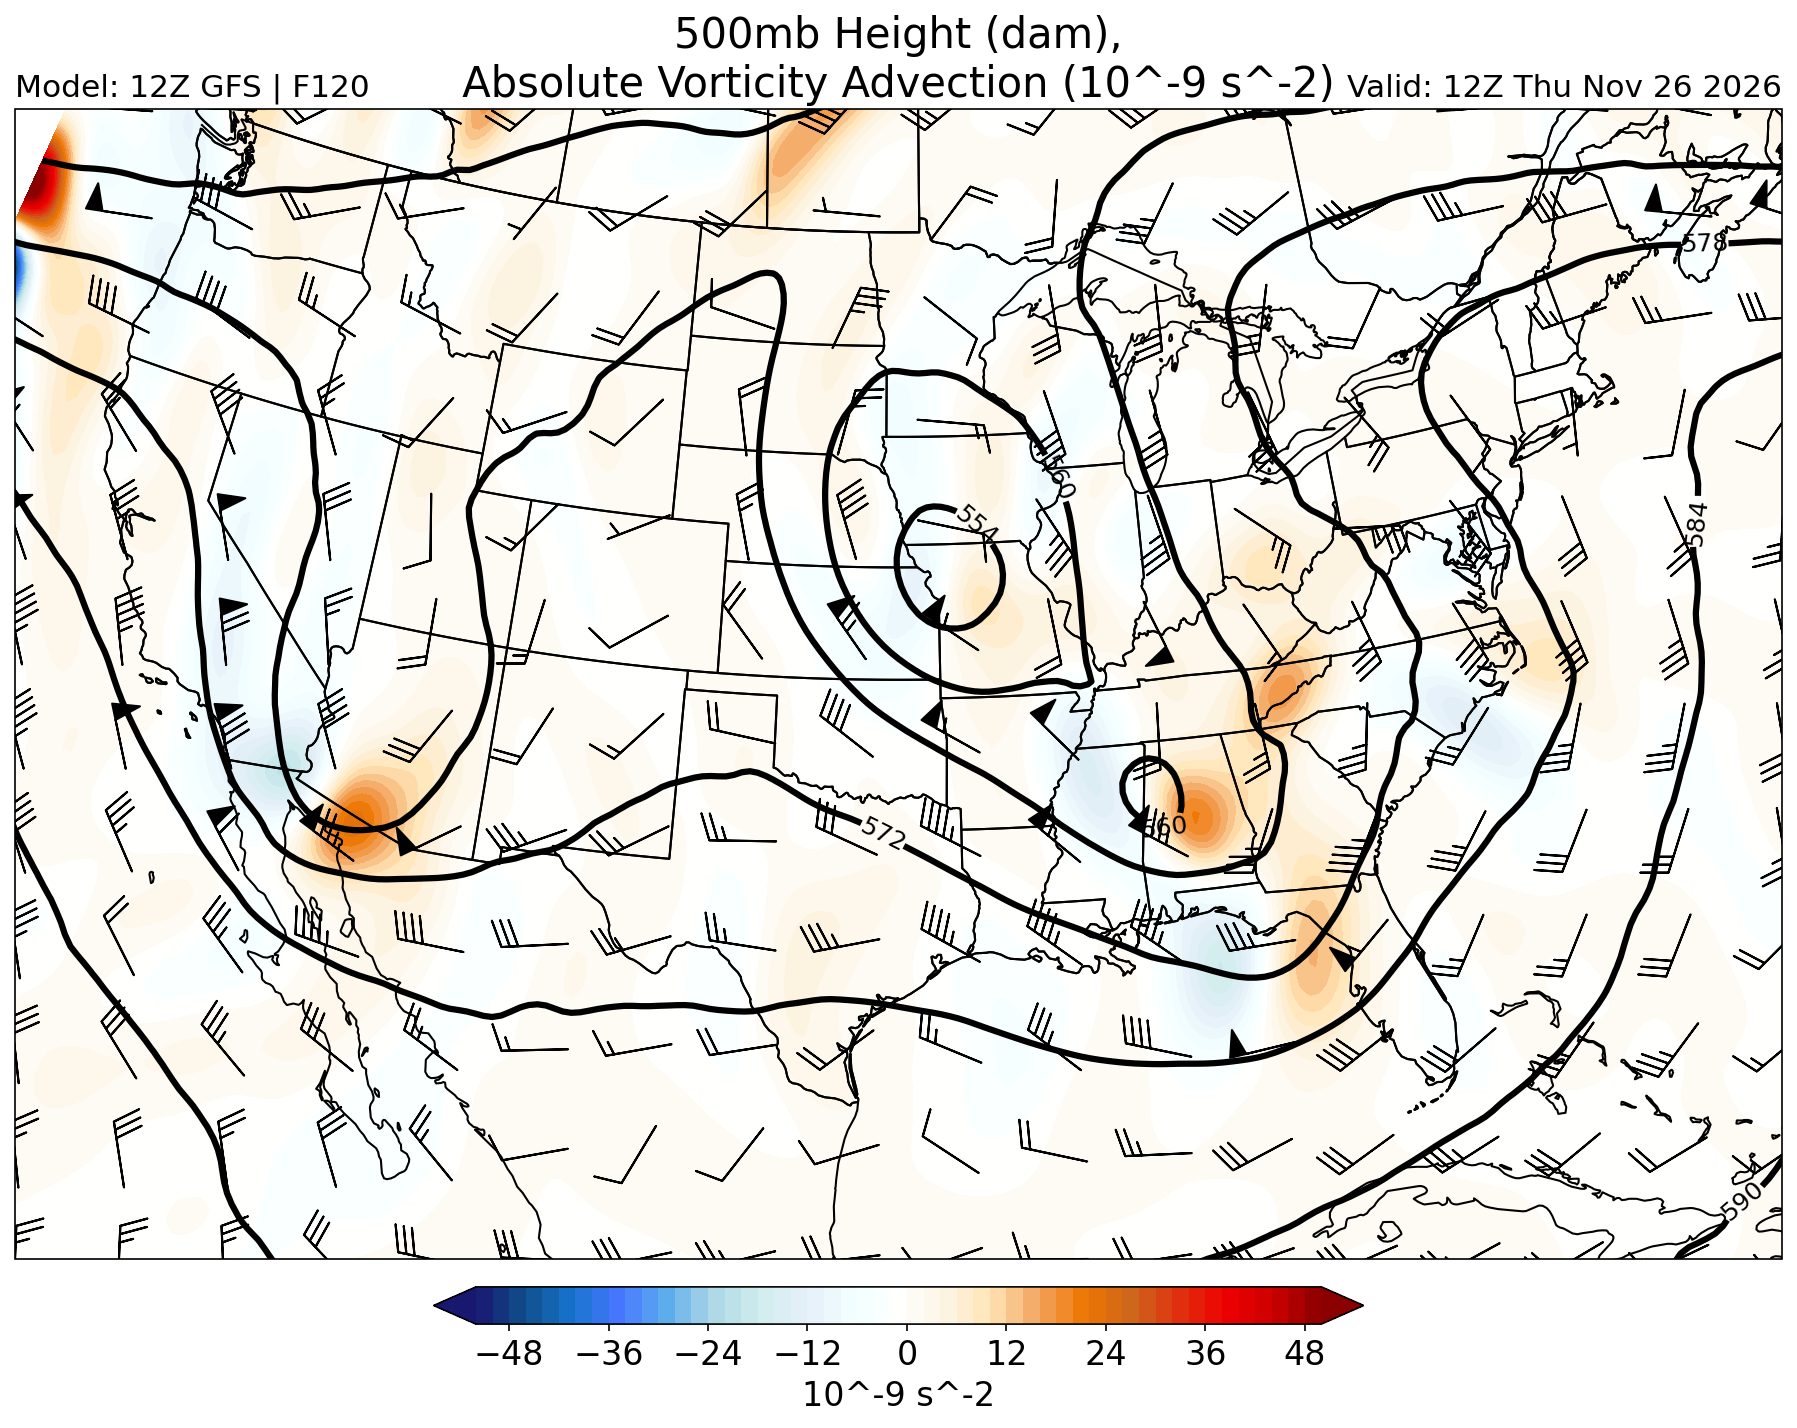 500mb Height (dam),
Model: 12Z GFS | F120
Absolute Vorticity Advection (10^-9 s^-2)
Valid: 12Z Thu Nov 26 2026
578
554
584
572
560
590
−48 −36 −24 −12 0 12 24 36 48
10^-9 s^-2